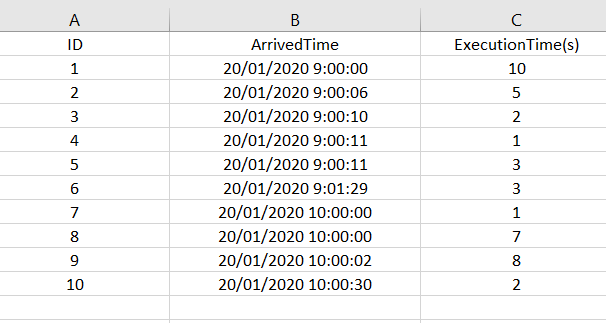 A B C
ID ArrivedTime ExecutionTime(s)
1 20/01/2020 9:00:00 10
2 20/01/2020 9:00:06 5
3 20/01/2020 9:00:10 2
4 20/01/2020 9:00:11 1
5 20/01/2020 9:00:11 3
6 20/01/2020 9:01:29 3
7 20/01/2020 10:00:00 1
8 20/01/2020 10:00:00 7
9 20/01/2020 10:00:02 8
10 20/01/2020 10:00:30 2